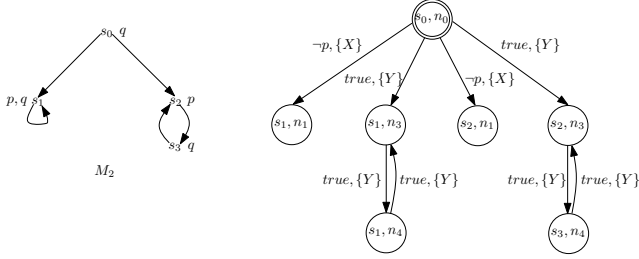 s₀ q
p, q s₁
s₂ p
s₃ q
M₂
s₀, n₀
¬p, {X}
true, {Y}
¬p, {X}
true, {Y}
s₁, n₁
s₁, n₃
s₂, n₁
s₂, n₃
true, {Y}
true, {Y}
true, {Y}
true, {Y}
s₁, n₄
s₃, n₄